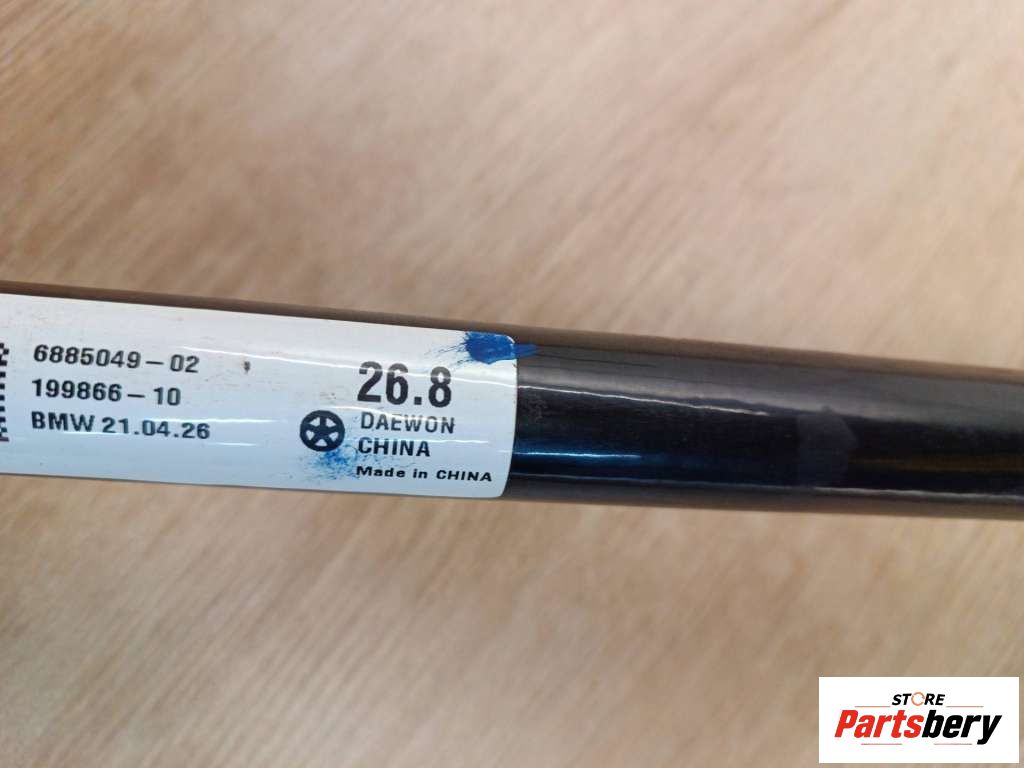 6885049-02
199866-10
BMW 21.04.26
26.8
DAEWON
CHINA
Made in CHINA
STORE
Partsbery